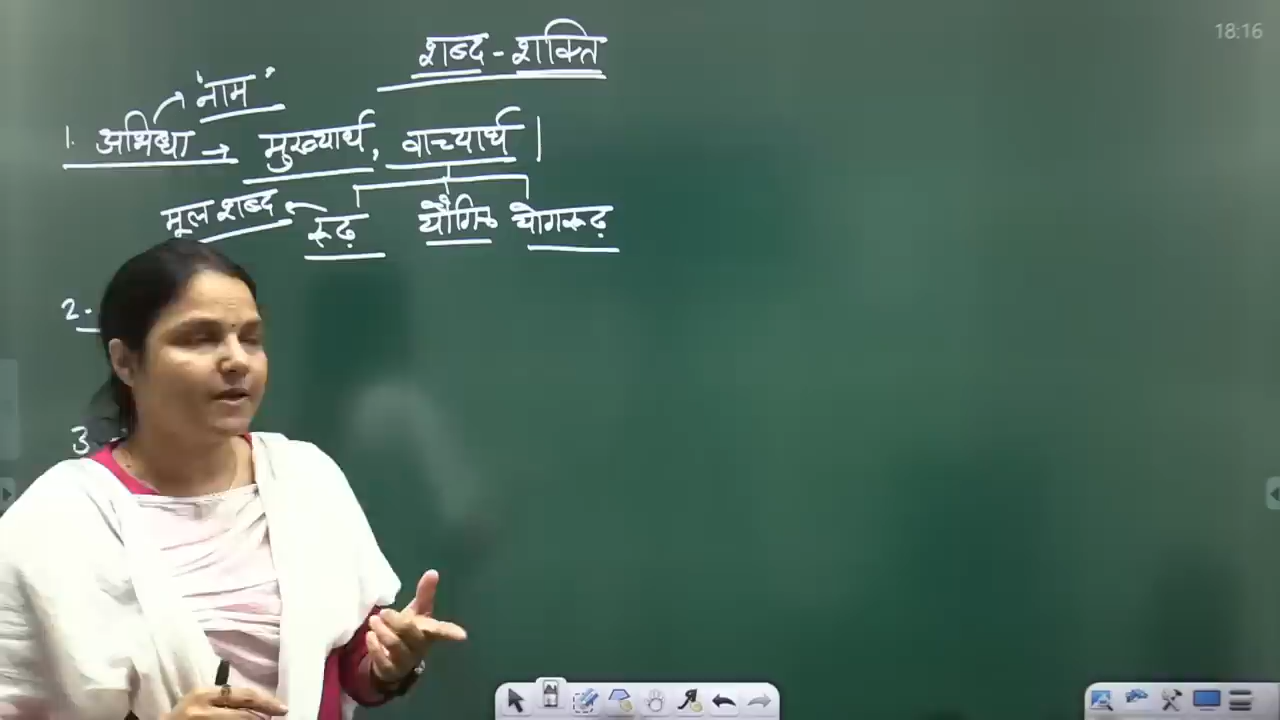 18:16
शब्द - शक्ति
"नाम"
1. अभिधा → मुख्यार्थ, वाच्यार्थ |
मूल शब्द ← रूढ़ यौगिक योगरूढ़
2.
3.